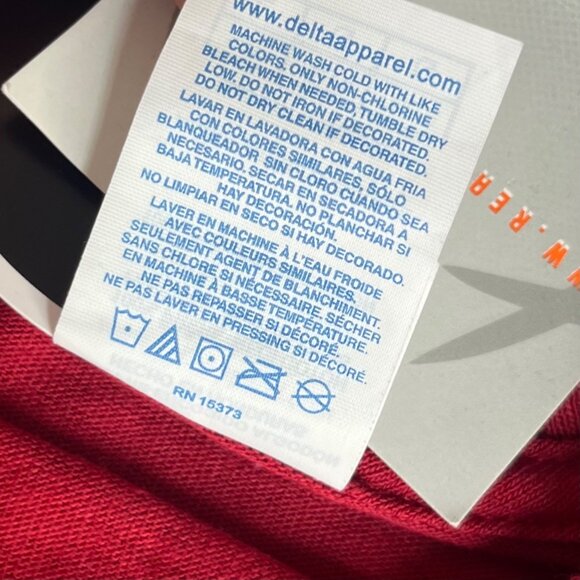 www.deltaapparel.com
MACHINE WASH COLD WITH LIKE
COLORS. ONLY NON-CHLORINE
BLEACH WHEN NEEDED. TUMBLE DRY
LOW. DO NOT IRON IF DECORATED.
DO NOT DRY CLEAN IF DECORATED.
LAVAR EN LAVADORA CON AGUA FRIA
CON COLORES SIMILARES. SÓLO
BLANQUEADOR SIN CLORO CUANDO SEA
NECESARIO. SECAR EN SECADORA A
BAJA TEMPERATURA. NO PLANCHAR SI
HAY DECORACIÓN.
NO LIMPIAR EN SECO SI HAY DECORADO.
LAVER EN MACHINE À L'EAU FROIDE
AVEC COULEURS SIMILAIRES.
SEULEMENT AGENT DE BLANCHIMENT.
SANS CHLORE SI NÉCESSAIRE. SÉCHER
EN MACHINE À BASSE TEMPÉRATURE.
NE PAS REPASSER SI DÉCORÉ.
NE PAS LAVER EN PRESSING SI DÉCORÉ.
RN 15373
WW.REA